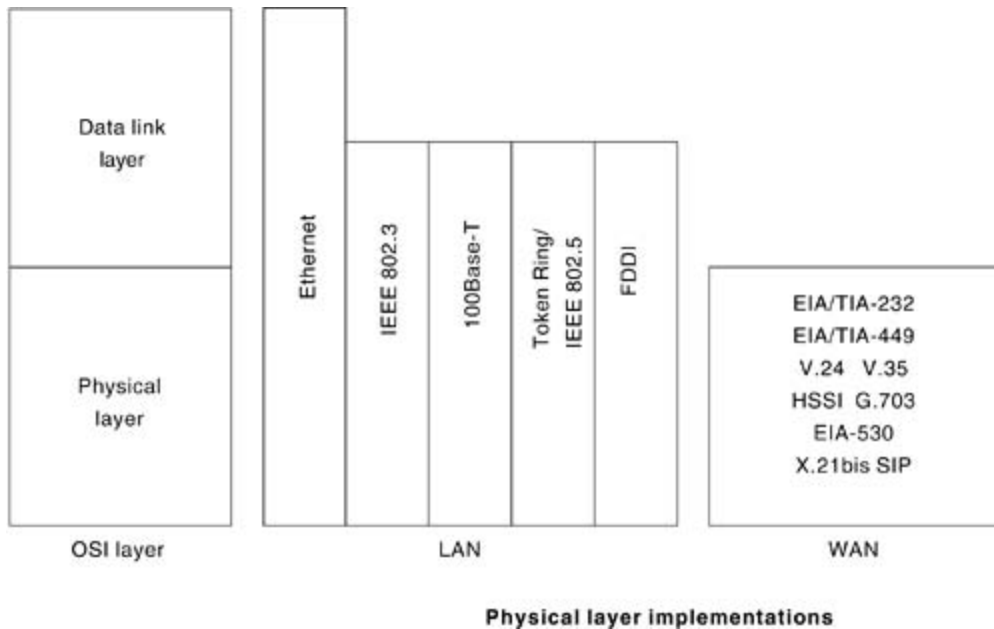 Data link
layer
Physical
layer
OSI layer
Ethernet
IEEE 802.3
100Base-T
Token Ring/
IEEE 802.5
FDDI
LAN
EIA/TIA-232
EIA/TIA-449
V.24 V.35
HSSI G.703
EIA-530
X.21bis SIP
WAN
Physical layer implementations